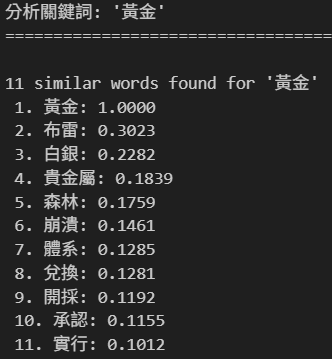 分析關鍵詞: '黃金'
==================================
11 similar words found for '黃金'
1. 黃金: 1.0000
2. 布雷: 0.3023
3. 白銀: 0.2282
4. 貴金屬: 0.1839
5. 森林: 0.1759
6. 崩潰: 0.1461
7. 體系: 0.1285
8. 兌換: 0.1281
9. 開採: 0.1192
10. 承認: 0.1155
11. 實行: 0.1012